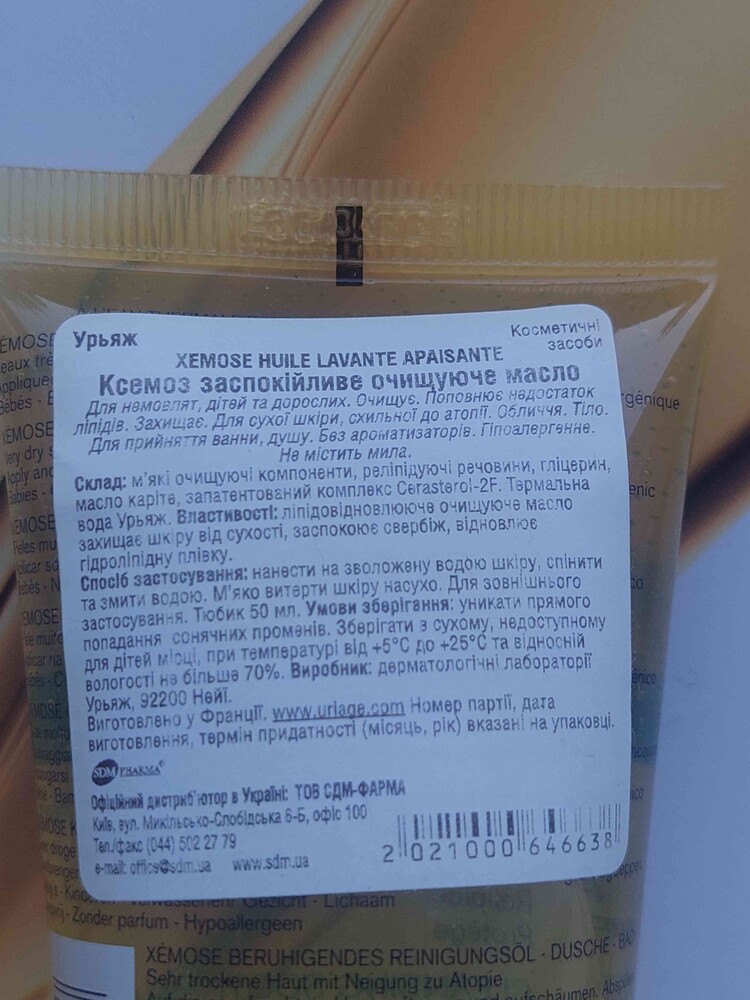 Урьяж
Косметичні
засоби
XEMOSE HUILE LAVANTE APAISANTE
Ксемоз заспокійливе очищуюче масло
Для немовлят, дітей та дорослих. Очищує. Поповнює недостаток
ліпідів. Захищає. Для сухої шкіри, схильної до атопії. Обличчя. Тіло.
Для прийняття ванни, душу. Без ароматизаторів. Гіпоалергенне.
Не містить мила.
Склад: м'які очищуючі компоненти, реліпідуючі речовини, гліцерин,
масло каріте, запатентований комплекс Cerasterol-2F. Термальна
вода Урьяж. Властивості: ліпідовідновлююче очищуюче масло
захищає шкіру від сухості, заспокоює свербіж, відновлює
гідроліпідну плівку.
Спосіб застосування: нанести на зволожену водою шкіру, спінити
та змити водою. М'яко витерти шкіру насухо. Для зовнішнього
застосування. Тюбик 50 мл. Умови зберігання: уникати прямого
попадання сонячних променів. Зберігати в сухому, недоступному
для дітей місці, при температурі від +5°C до +25°C та відносній
вологості не більше 70%. Виробник: дерматологічні лабораторії
Урьяж, 92200 Нейї.
Виготовлено у Франції. www.uriage.com Номер партії, дата
виготовлення, термін придатності (місяць, рік) вказані на упаковці.
SDM PHARMA
Офіційний дистриб'ютор в Україні: ТОВ СДМ-ФАРМА
Київ, вул. Микільсько-Слобідська 6-Б, офіс 100
Тел./факс (044) 502 27 79
e-mail: office@sdm.ua www.sdm.ua
2 021000 646638
Gezicht - Lichaam
Zonder parfum - Hypoallergeen
XÉMOSE BERUHIGENDES REINIGUNGSÖL - DUSCHE - BAD
Sehr trockene Haut mit Neigung zu Atopie